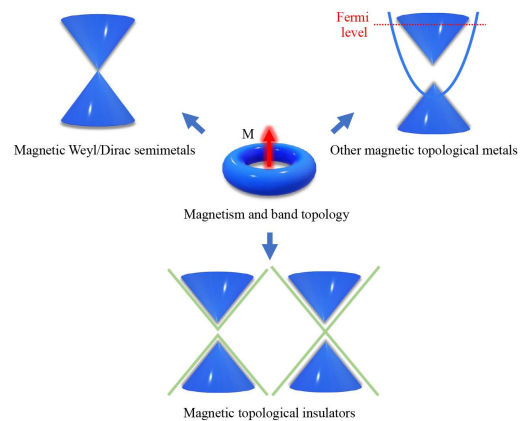 Fermi
level
M
Magnetic Weyl/Dirac semimetals
Other magnetic topological metals
Magnetism and band topology
Magnetic topological insulators